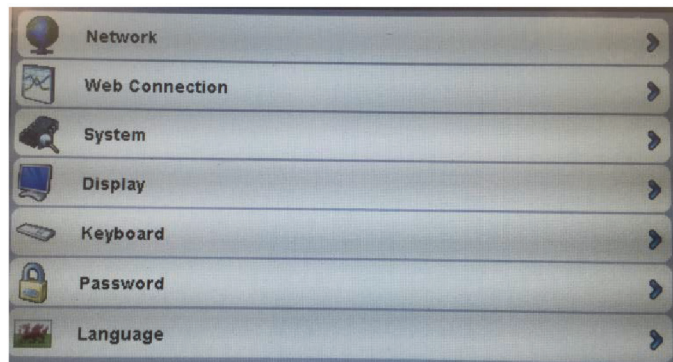 Network
Web Connection
System
Display
Keyboard
Password
Language